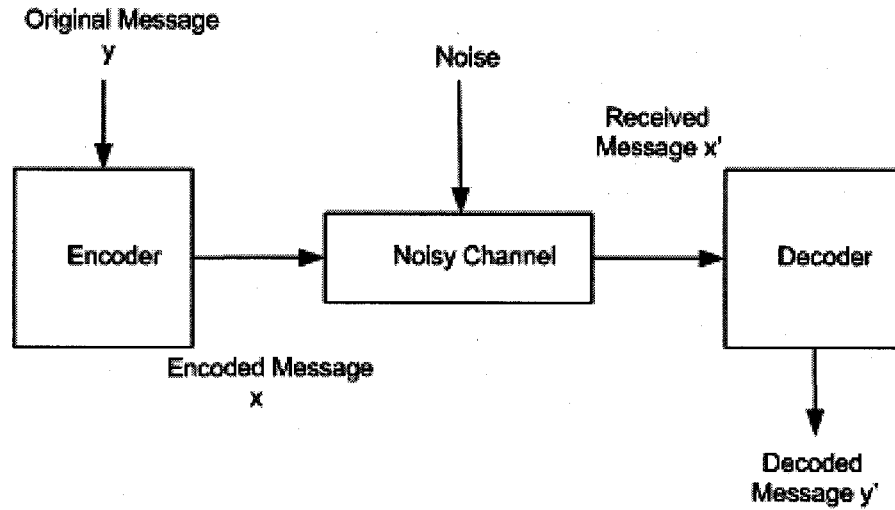 Original Message
y
Noise
Received
Message x'
Encoder
Noisy Channel
Decoder
Encoded Message
x
Decoded
Message y'